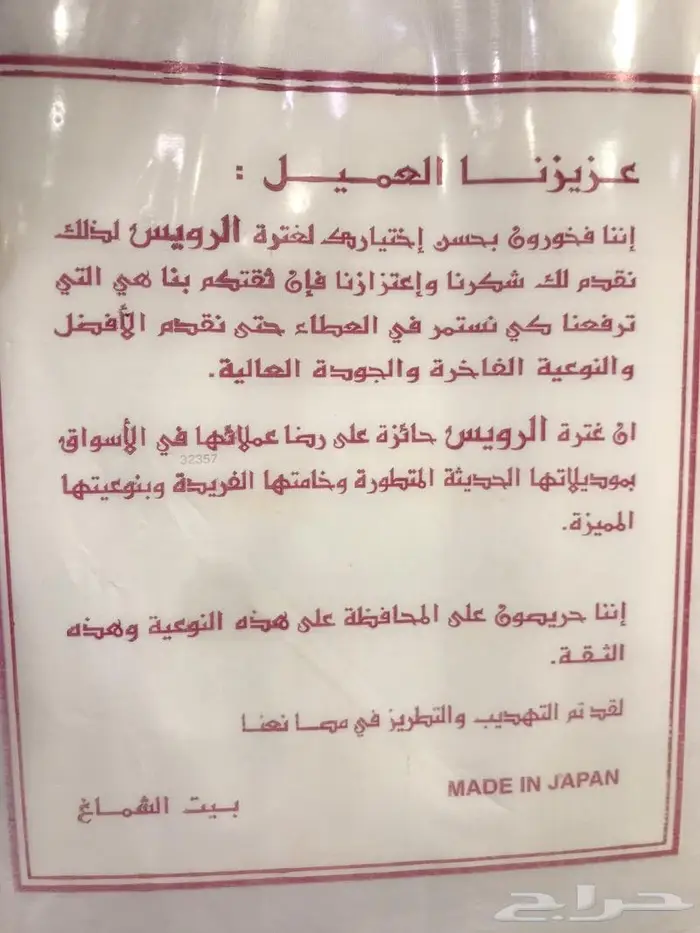 عزيزنا العميل :
إننا فخورون بحسن إختيارك لغترة الرويس لذلك
نقدم لك شكرنا وإعتزازنا فإن ثقتكم بنا هي التي
ترفعنا كي نستمر في العطاء حتى نقدم الأفضل
والنوعية الفاخرة والجودة العالية.
ان غترة الرويس حائزة على رضا عملائها في الأسواق
32357
بموديلاتها الحديثة المتطورة وخامتها الفريدة وبنوعيتها
المميزة.
إننا حريصون على المحافظة على هذه النوعية وهذه
الثقة.
لقد تم التهديب والتطريز في مصانعنا
MADE IN JAPAN
بيت الشماغ
حراج